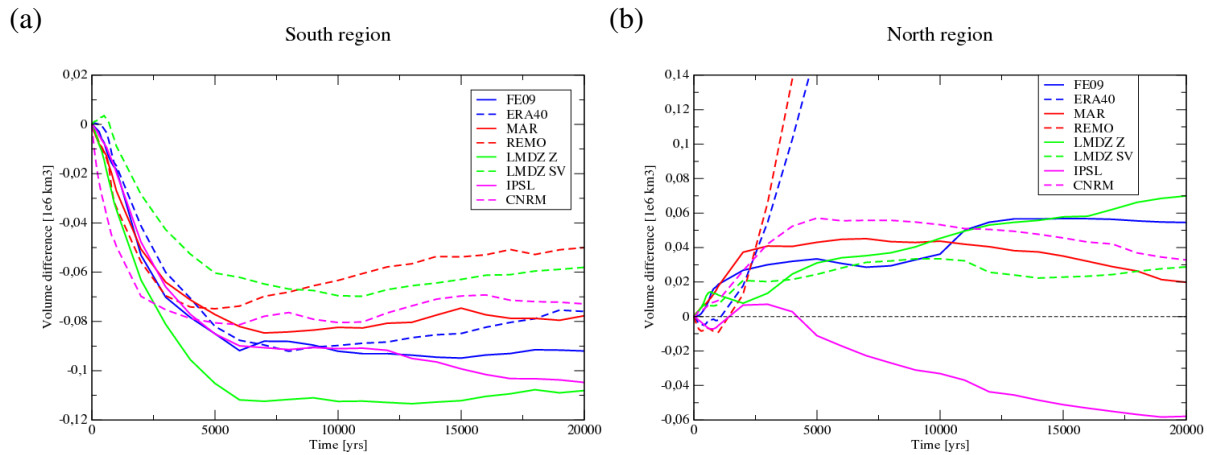 (a)
South region
0,02
0
-0,02
-0,04
-0,06
-0,08
-0,1
-0,12
Volume difference [1e6 km3]
FE09
ERA40
MAR
REMO
LMDZ Z
LMDZ SV
IPSL
CNRM
0
5000
10000
15000
20000
Time [yrs]
(b)
North region
0,14
0,12
0,1
0,08
0,06
0,04
0,02
0
-0,02
-0,04
-0,06
Volume difference [1e6 km3]
FE09
ERA40
MAR
REMO
LMDZ Z
LMDZ SV
IPSL
CNRM
0
5000
10000
15000
20000
Time [yrs]